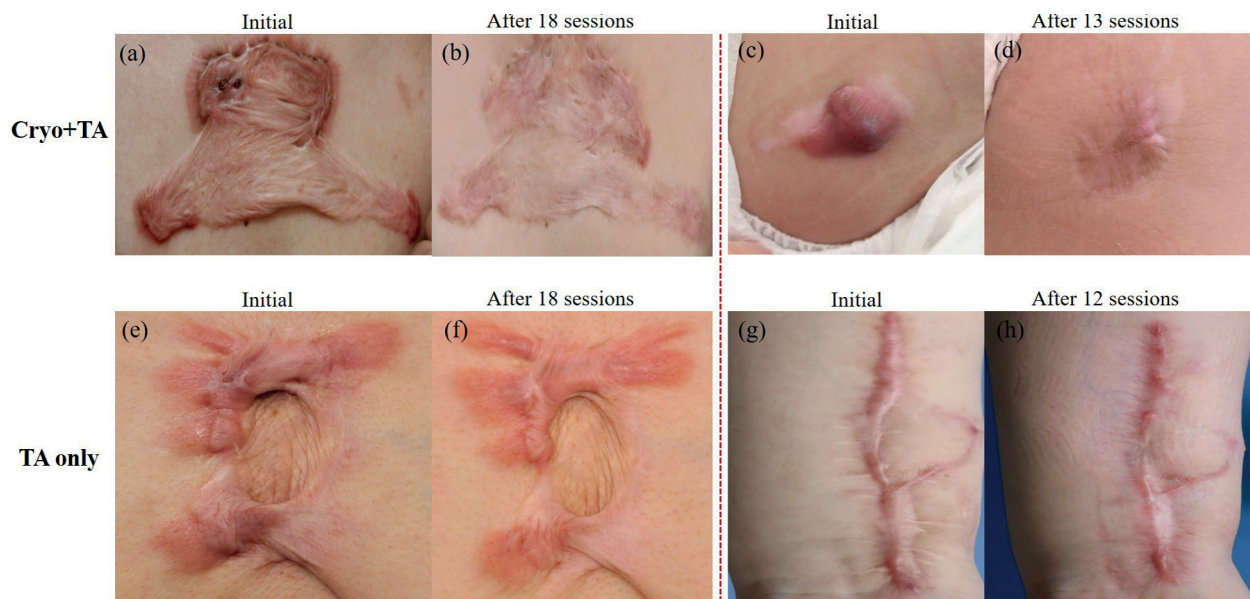 Initial
After 18 sessions
Initial
After 13 sessions
Cryo+TA
(a)
(b)
(c)
(d)
Initial
After 18 sessions
Initial
After 12 sessions
TA only
(e)
(f)
(g)
(h)